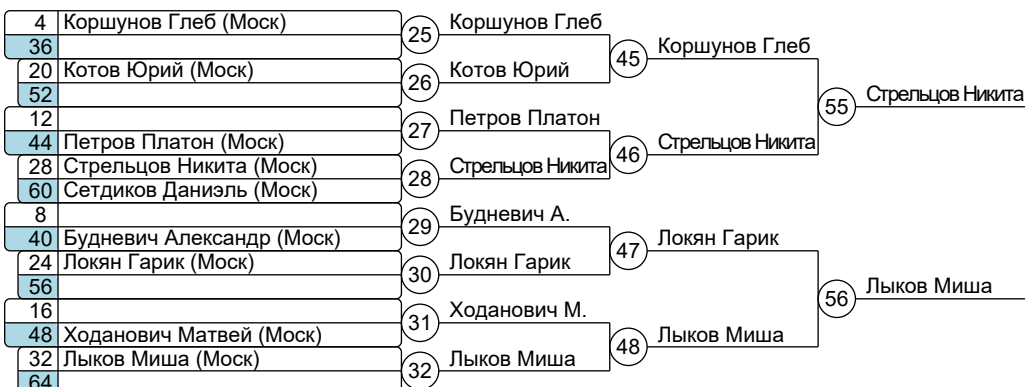 4 Коршунов Глеб (Моск) 25 Коршунов Глеб
36 45 Коршунов Глеб
20 Котов Юрий (Моск) 26 Котов Юрий
52 55 Стрельцов Никита
12 27 Петров Платон
44 Петров Платон (Моск) 46 Стрельцов Никита
28 Стрельцов Никита (Моск) 28 Стрельцов Никита
60 Сетдиков Даниэль (Моск)
8 29 Будневич А.
40 Будневич Александр (Моск) 47 Локян Гарик
24 Локян Гарик (Моск) 30 Локян Гарик
56 56 Лыков Миша
16 31 Ходанович М.
48 Ходанович Матвей (Моск) 48 Лыков Миша
32 Лыков Миша (Моск) 32 Лыков Миша
64